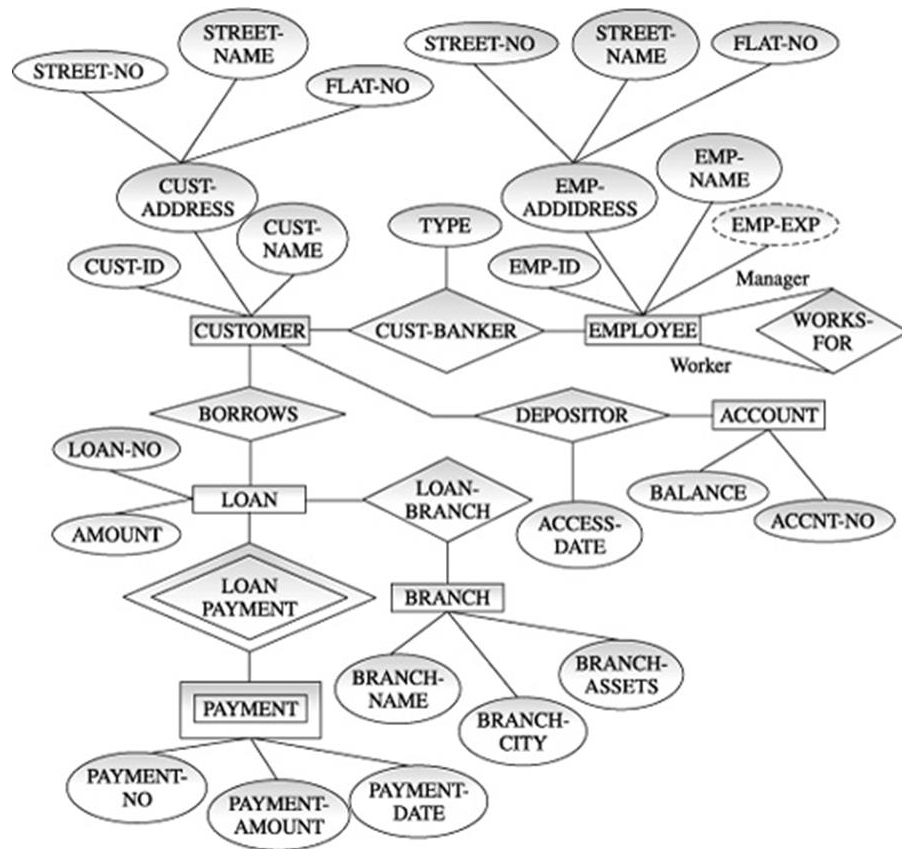 STREET-
NAME
STREET-NO
FLAT-NO
STREET-NO
STREET-
NAME
FLAT-NO
CUST-
ADDRESS
CUST-
NAME
CUST-ID
TYPE
EMP-
ADDIDRESS
EMP-
NAME
EMP-EXP
EMP-ID
Manager
CUSTOMER
CUST-BANKER
EMPLOYEE
WORKS-
FOR
Worker
BORROWS
DEPOSITOR
ACCOUNT
LOAN-NO
LOAN
AMOUNT
LOAN-
BRANCH
ACCESS-
DATE
BALANCE
ACCNT-NO
LOAN
PAYMENT
BRANCH
BRANCH-
NAME
BRANCH-
CITY
BRANCH-
ASSETS
PAYMENT
PAYMENT-
NO
PAYMENT-
AMOUNT
PAYMENT-
DATE